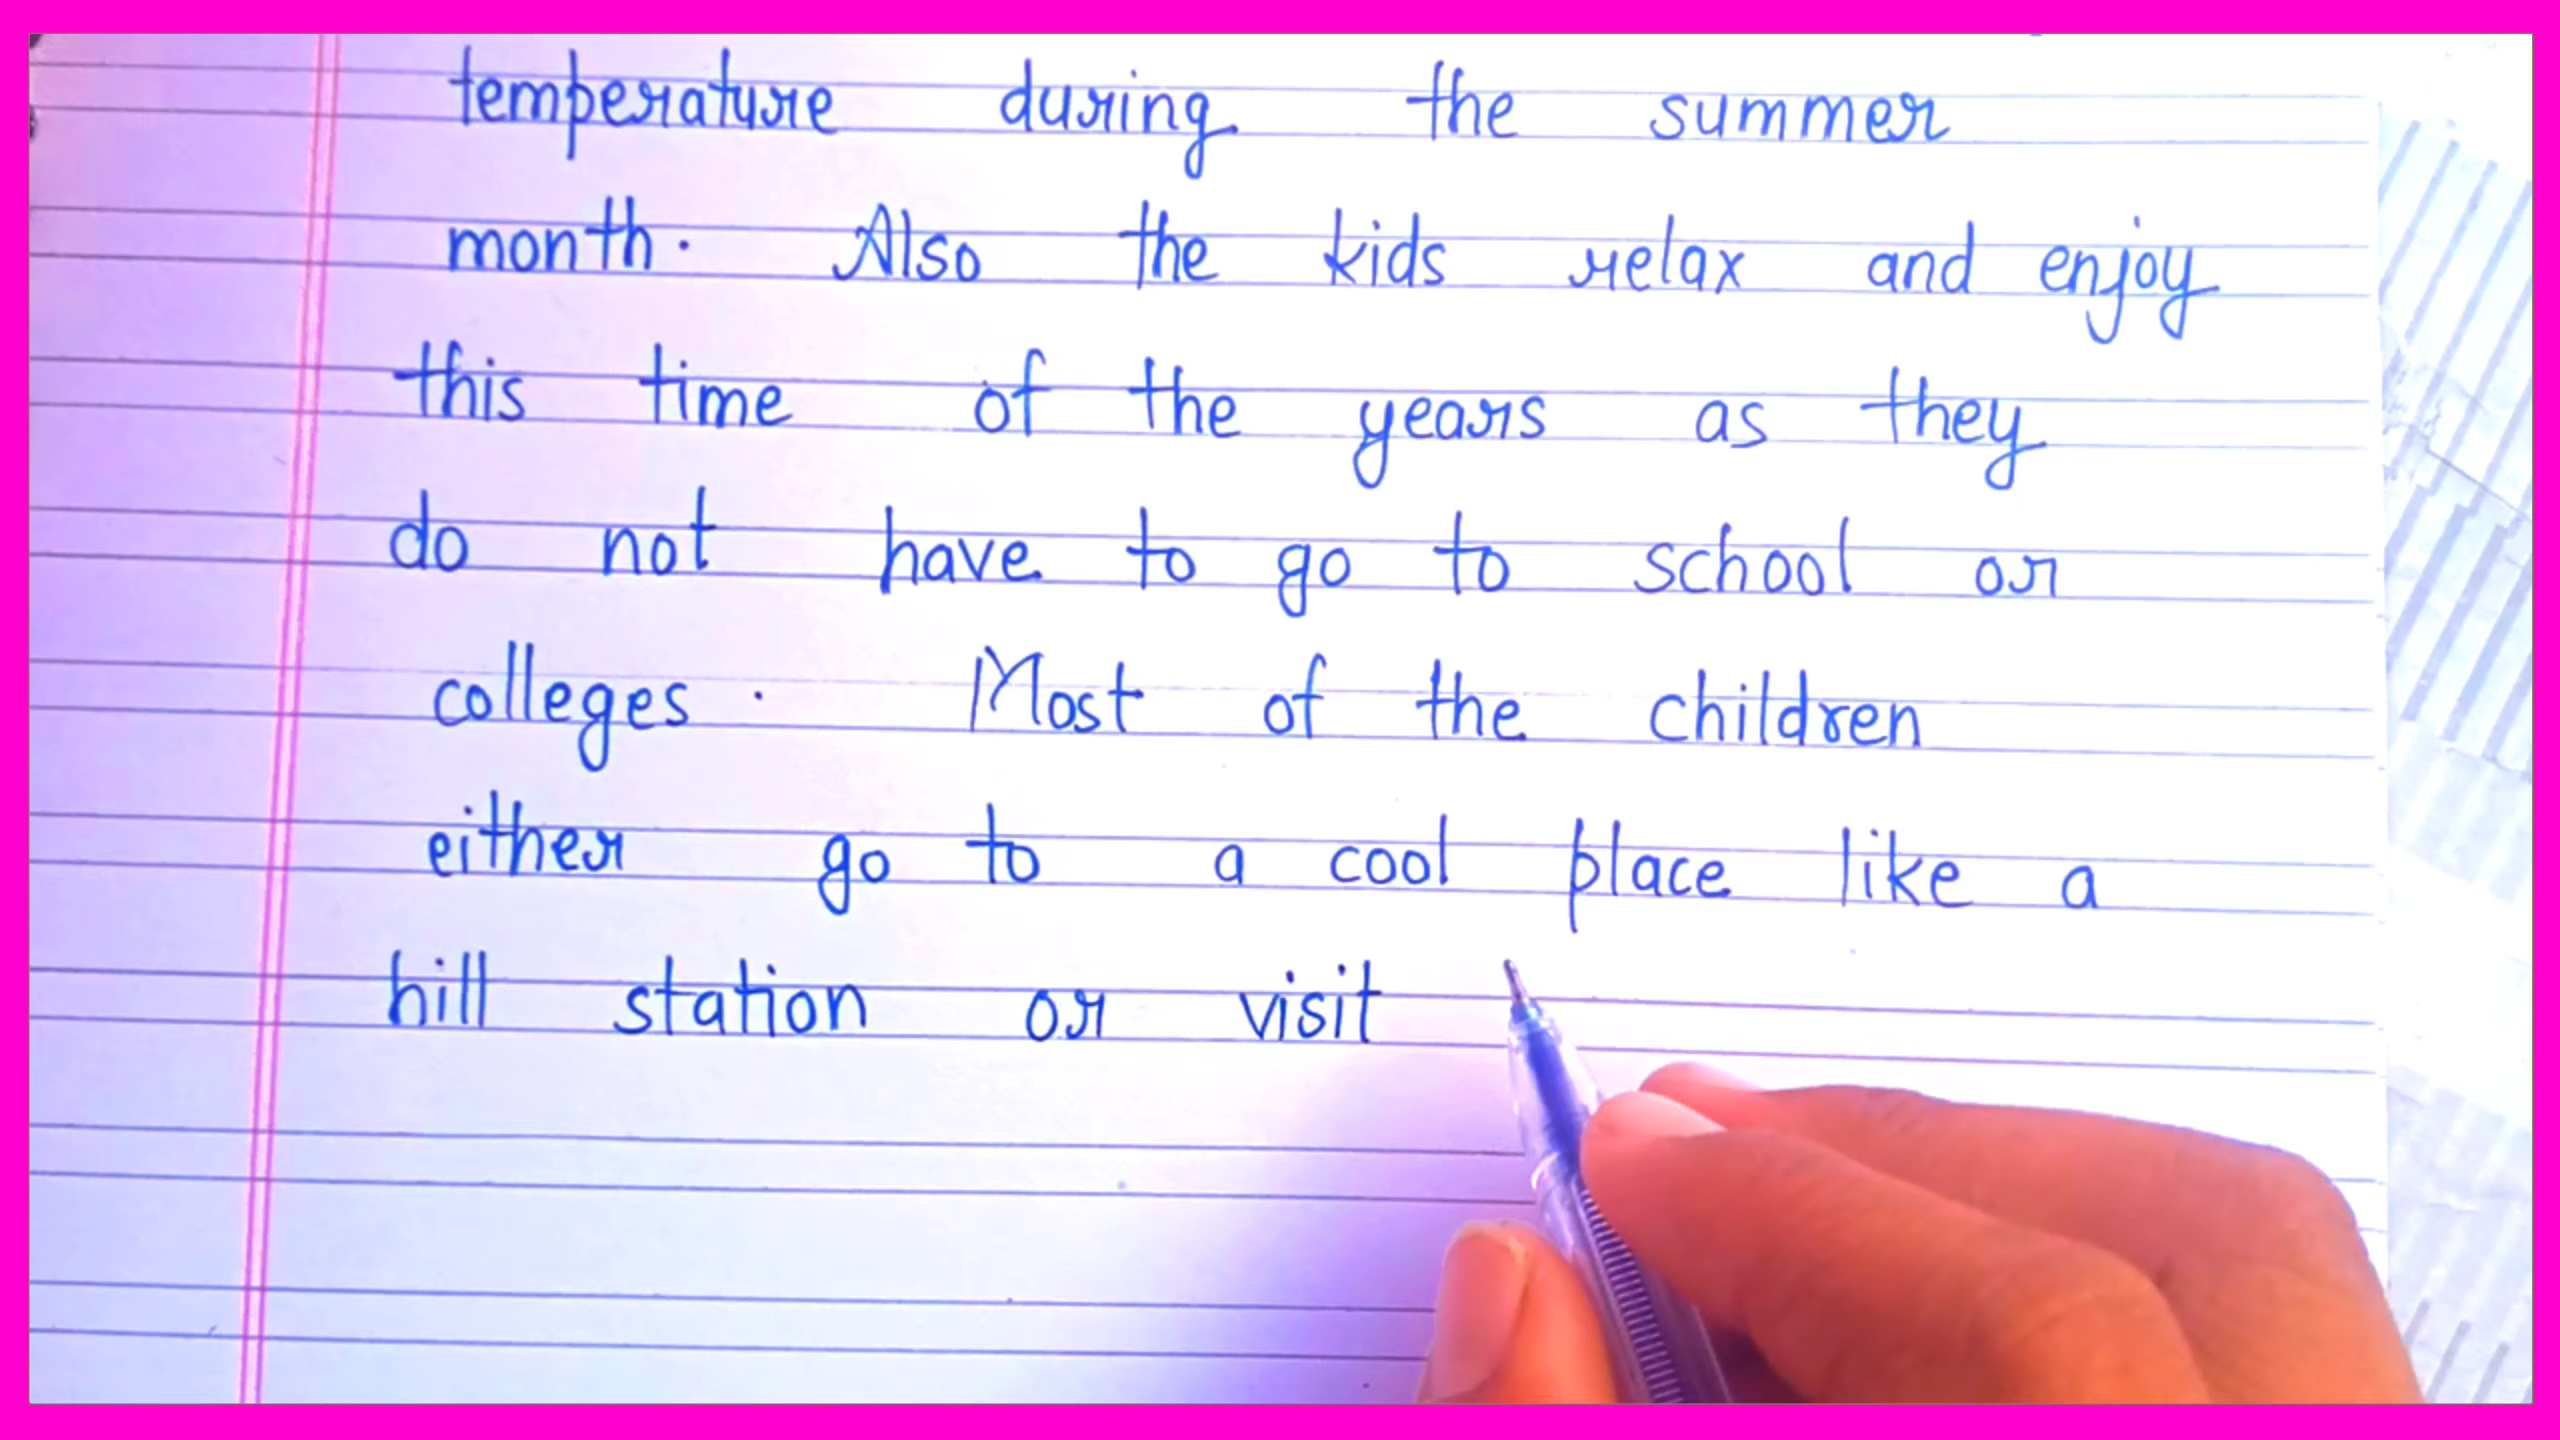 temperature during the summer
month. Also the kids relax and enjoy
this time of the years as they
do not have to go to school or
colleges. Most of the children
either go to a cool place like a
hill station or visit